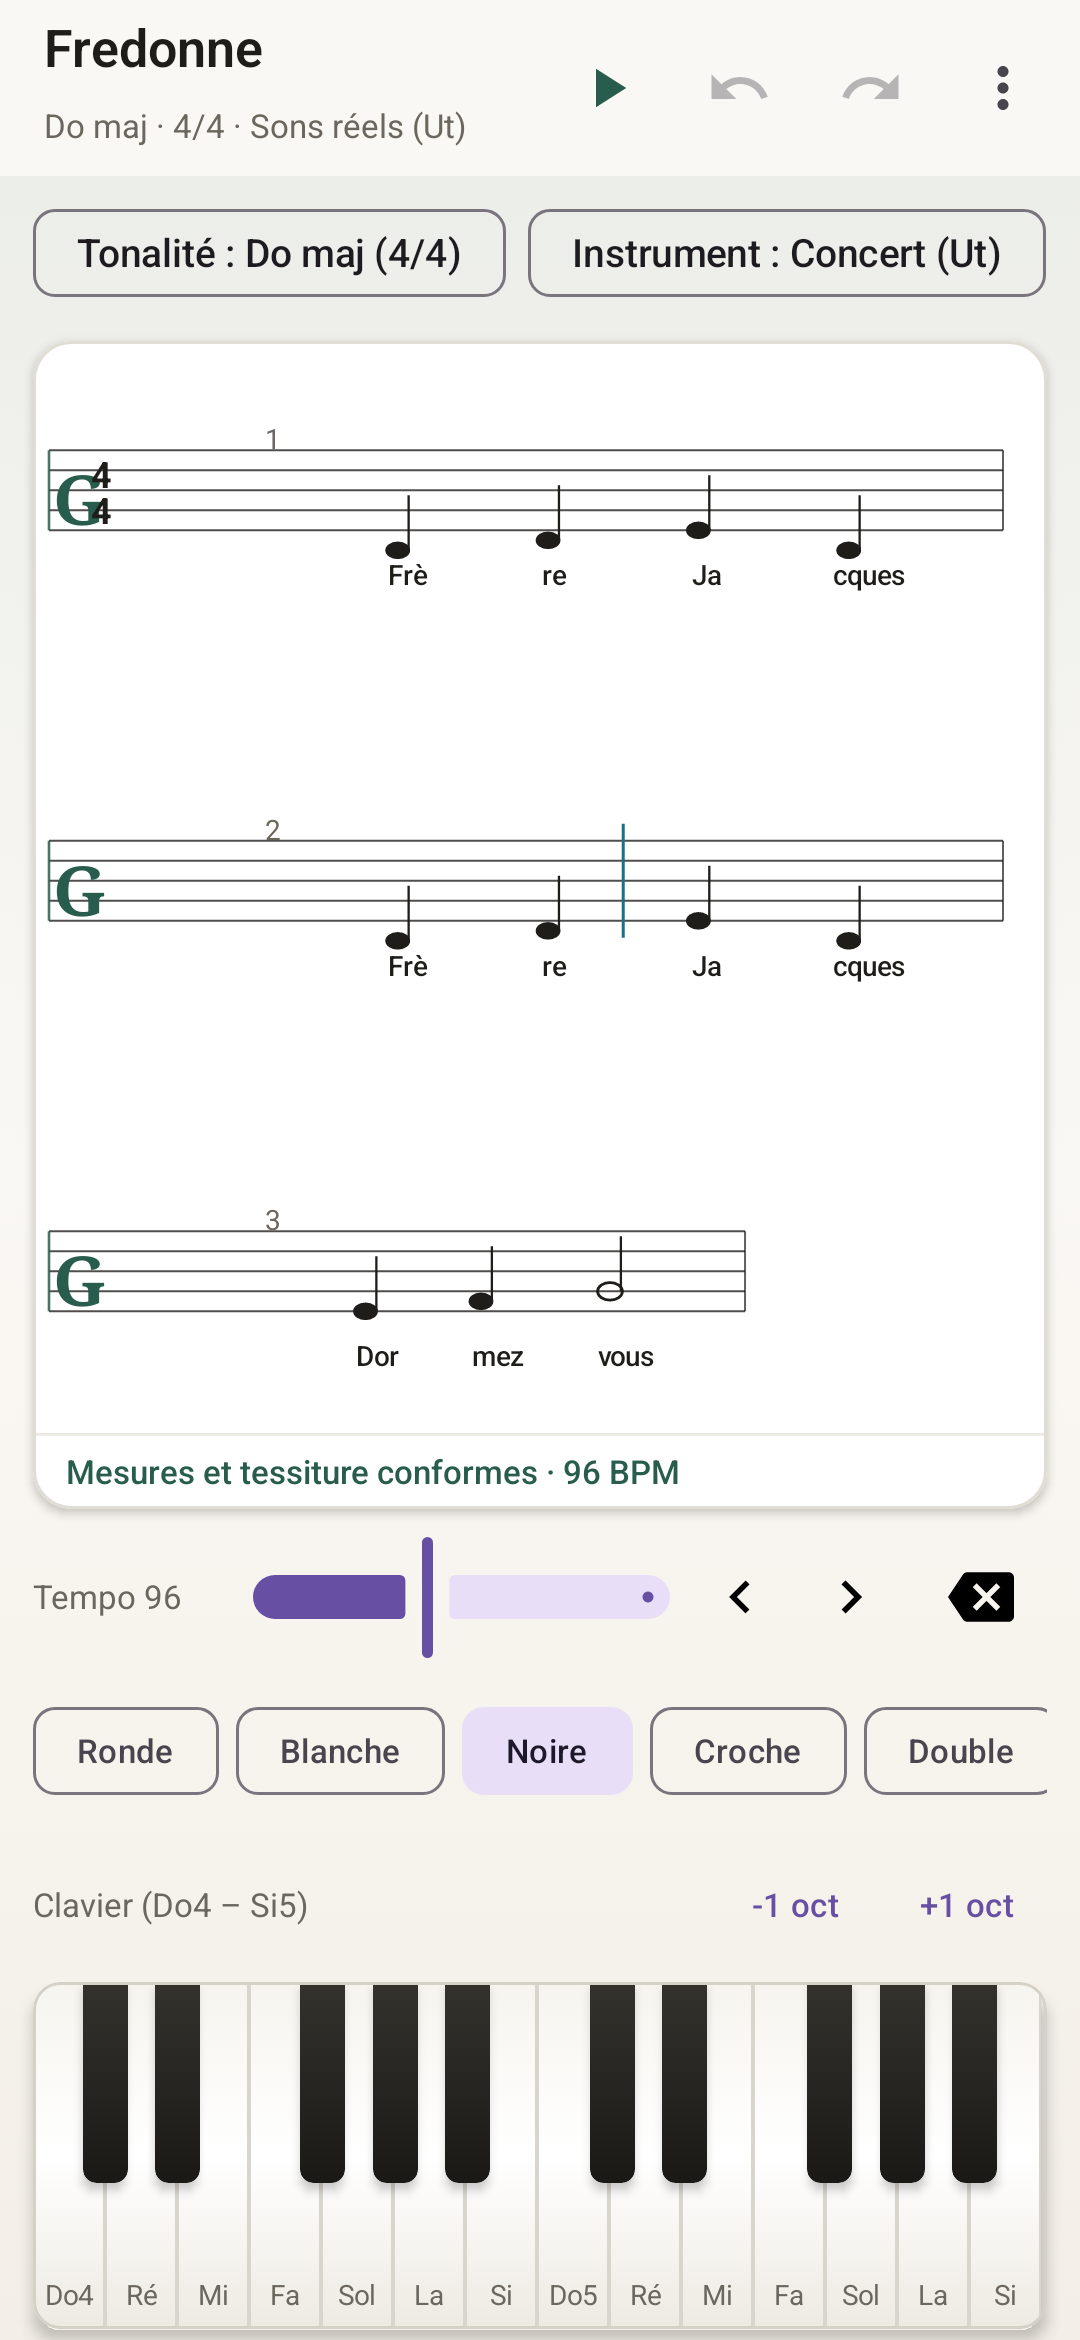 Fredonne
Do maj · 4/4 · Sons réels (Ut)
Tonalité : Do maj (4/4)
Instrument : Concert (Ut)
1
G 4
4
Frè re Ja cques
2
G
Frè re Ja cques
3
G
Dor mez vous
Mesures et tessiture conformes · 96 BPM
Tempo 96
Ronde Blanche Noire Croche Double
Clavier (Do4 – Si5) -1 oct +1 oct
Do4 Ré Mi Fa Sol La Si Do5 Ré Mi Fa Sol La Si